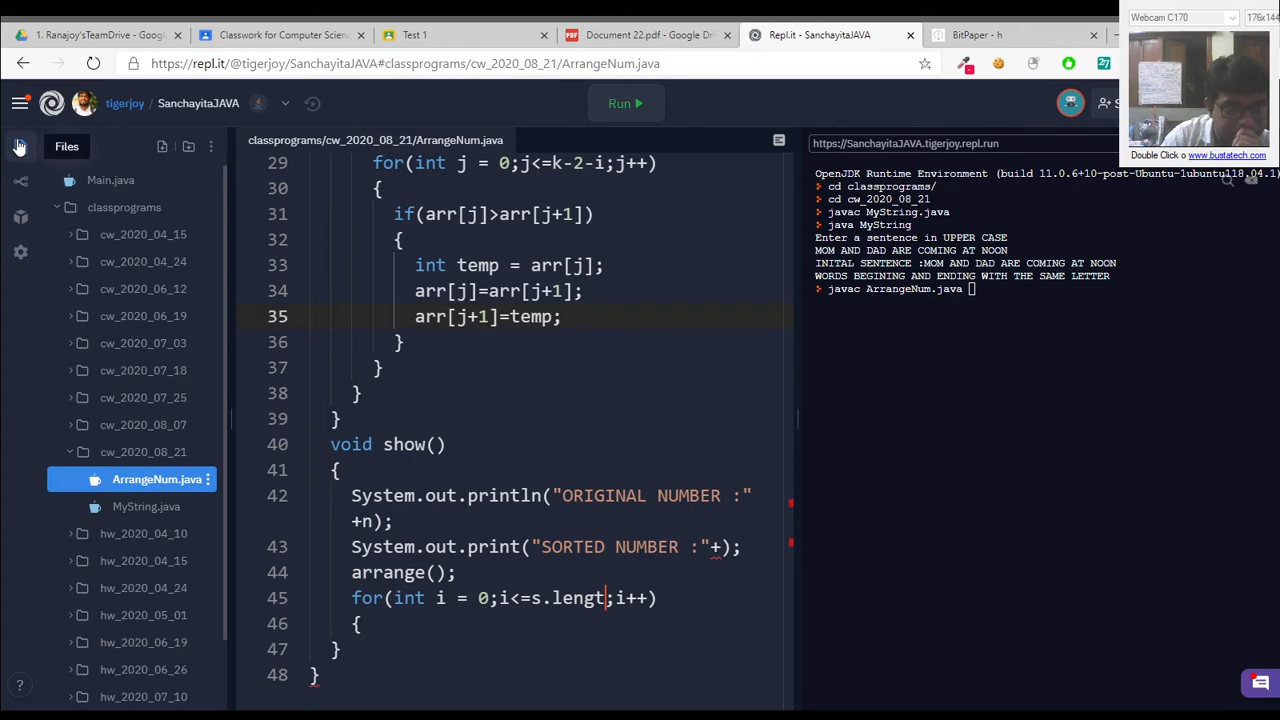 1. Ranajoy'sTeamDrive - Google
Classwork for Computer Scienc
Test 1
Document 22.pdf - Google Dri
Repl.it - SanchayitaJAVA
BitPaper - h
Webcam C170
176x144
https://repl.it/@tigerjoy/SanchayitaJAVA#classprograms/cw_2020_08_21/ArrangeNum.java
27
tigerjoy / SanchayitaJAVA
Run
Double Click o www.bustatech.com
Files
Main.java
classprograms
cw_2020_04_15
cw_2020_04_24
cw_2020_06_12
cw_2020_06_19
cw_2020_07_03
cw_2020_07_18
cw_2020_07_25
cw_2020_08_07
cw_2020_08_21
ArrangeNum.java
MyString.java
hw_2020_04_10
hw_2020_04_15
hw_2020_04_24
hw_2020_05_01
hw_2020_06_19
hw_2020_06_26
hw_2020_07_10
?
classprograms/cw_2020_08_21/ArrangeNum.java
29 for(int j = 0;j<=k-2-i;j++)
30 {
31 if(arr[j]>arr[j+1])
32 {
33 int temp = arr[j];
34 arr[j]=arr[j+1];
35 arr[j+1]=temp;
36 }
37 }
38 }
39 }
40 void show()
41 {
42 System.out.println("ORIGINAL NUMBER :"
+n);
43 System.out.print("SORTED NUMBER :"+);
44 arrange();
45 for(int i = 0;i<=s.lengt;i++)
46 {
47 }
48 }
https://SanchayitaJAVA.tigerjoy.repl.run
OpenJDK Runtime Environment (build 11.0.6+10-post-Ubuntu-1ubuntu118.04.1)
cd classprograms/
cd cw_2020_08_21
javac MyString.java
java MyString
Enter a sentence in UPPER CASE
MOM AND DAD ARE COMING AT NOON
INITAL SENTENCE :MOM AND DAD ARE COMING AT NOON
WORDS BEGINING AND ENDING WITH THE SAME LETTER
javac ArrangeNum.java